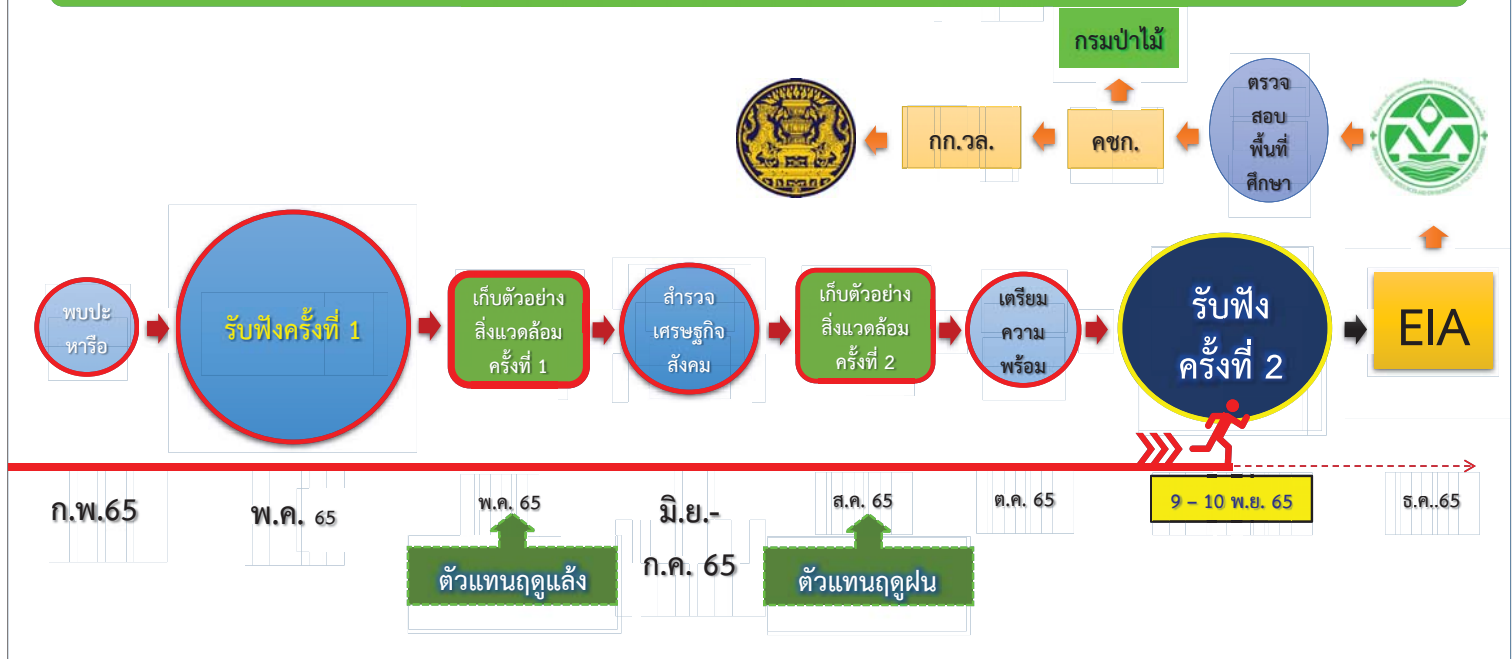 กรมป่าไม้
ตรวจ
สอบ
พื้นที่
ศึกษา
กก.วล.
คชก.
พบปะ
หารือ
รับฟังครั้งที่ 1
เก็บตัวอย่าง
สิ่งแวดล้อม
ครั้งที่ 1
สำรวจ
เศรษฐกิจ
สังคม
เก็บตัวอย่าง
สิ่งแวดล้อม
ครั้งที่ 2
เตรียม
ความ
พร้อม
รับฟัง
ครั้งที่ 2
EIA
ก.พ.65
พ.ค. 65
พ.ค. 65
มิ.ย.-
ก.ค. 65
ส.ค. 65
ต.ค. 65
9 – 10 พ.ย. 65
ธ.ค..65
ตัวแทนฤดูแล้ง
ตัวแทนฤดูฝน